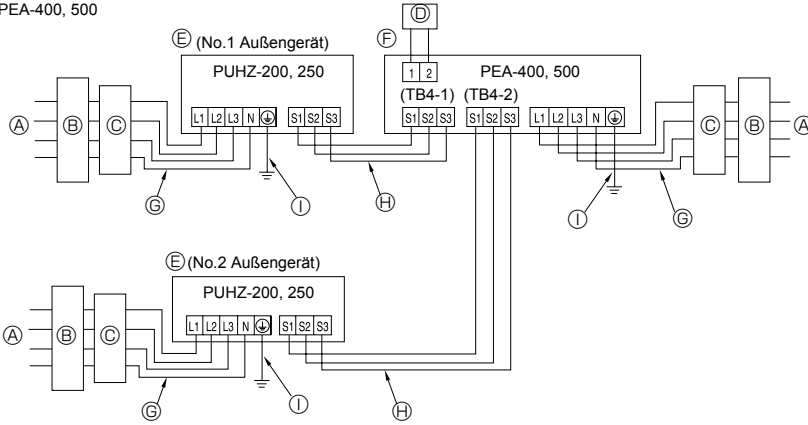 PEA-400, 500
Ⓓ
Ⓔ (No.1 Außengerät)
Ⓕ
PUHZ-200, 250
1 2
PEA-400, 500
(TB4-1) (TB4-2)
L1 L2 L3 N S1 S2 S3
S1 S2 S3 S1 S2 S3 L1 L2 L3 N
Ⓐ Ⓑ Ⓒ
Ⓒ Ⓑ Ⓐ
Ⓖ Ⓘ Ⓗ Ⓘ Ⓖ
Ⓔ (No.2 Außengerät)
PUHZ-200, 250
L1 L2 L3 N S1 S2 S3
Ⓐ Ⓑ Ⓒ
Ⓖ Ⓘ Ⓗ